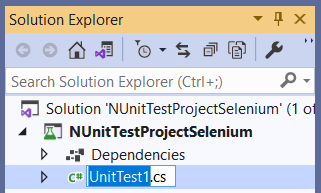 Solution Explorer
Search Solution Explorer (Ctrl+;)
Solution 'NUnitTestProjectSelenium' (1 of
NUnitTestProjectSelenium
Dependencies
C# UnitTest1.cs